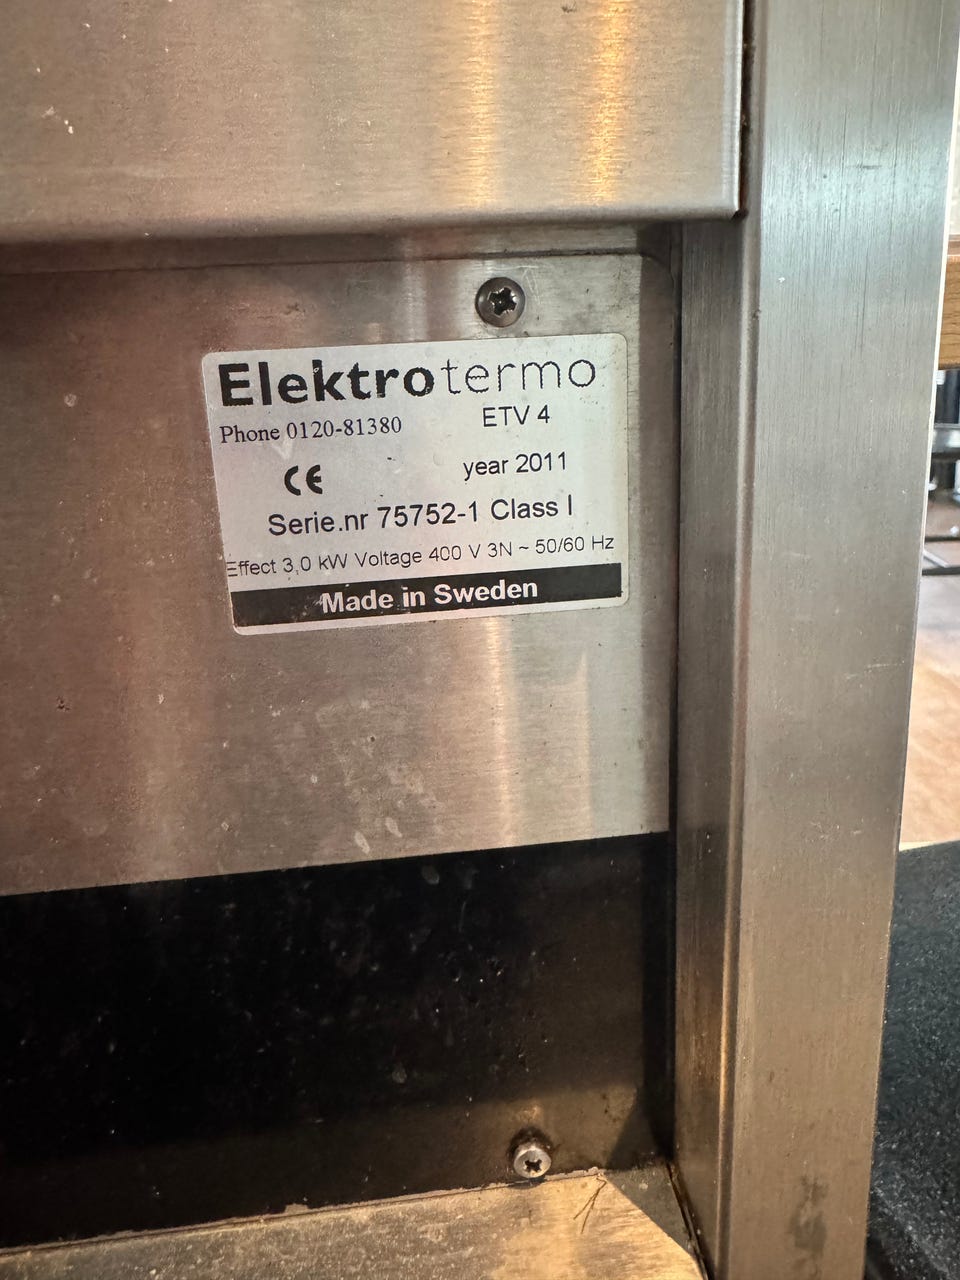 Elektrotermo
Phone 0120-81380 ETV 4
CE year 2011
Serie.nr 75752-1 Class I
Effect 3,0 kW Voltage 400 V 3N ~ 50/60 Hz
Made in Sweden